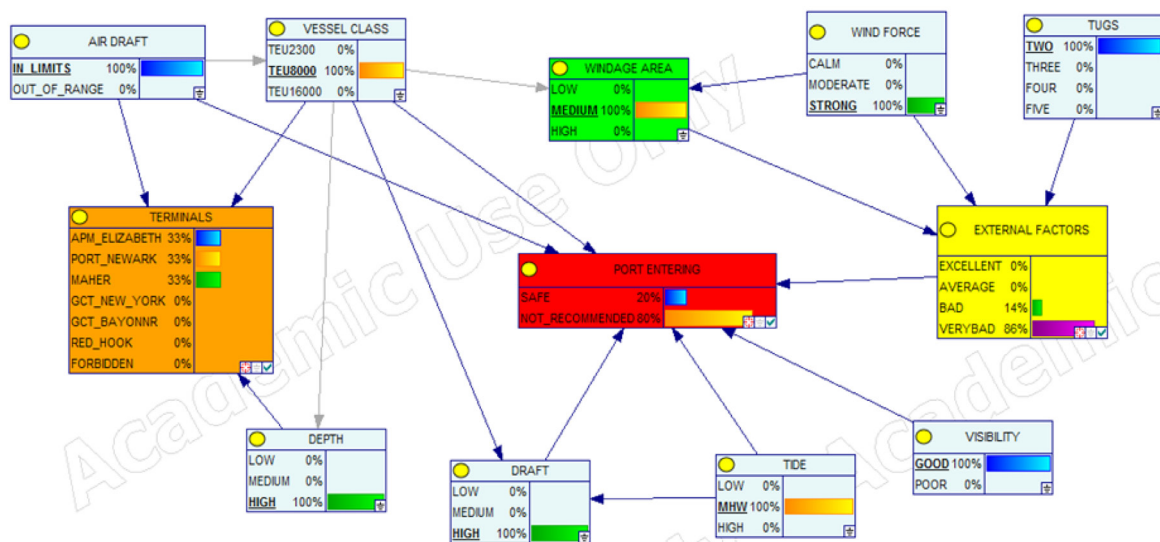 AIR DRAFT
IN_LIMITS 100%
OUT_OF_RANGE 0%
VESSEL CLASS
TEU2300 0%
TEU8000 100%
TEU16000 0%
WINDAGE AREA
LOW 0%
MEDIUM 100%
HIGH 0%
WIND FORCE
CALM 0%
MODERATE 0%
STRONG 100%
TUGS
TWO 100%
THREE 0%
FOUR 0%
FIVE 0%
TERMINALS
APM_ELIZABETH 33%
PORT_NEWARK 33%
MAHER 33%
GCT_NEW_YORK 0%
GCT_BAYONNR 0%
RED_HOOK 0%
FORBIDDEN 0%
PORT ENTERING
SAFE 20%
NOT_RECOMMENDED 80%
EXTERNAL FACTORS
EXCELLENT 0%
AVERAGE 0%
BAD 14%
VERYBAD 86%
DEPTH
LOW 0%
MEDIUM 0%
HIGH 100%
DRAFT
LOW 0%
MEDIUM 0%
HIGH 100%
TIDE
LOW 0%
MHW 100%
HIGH 0%
VISIBILITY
GOOD 100%
POOR 0%
Academic Use Only
Academic